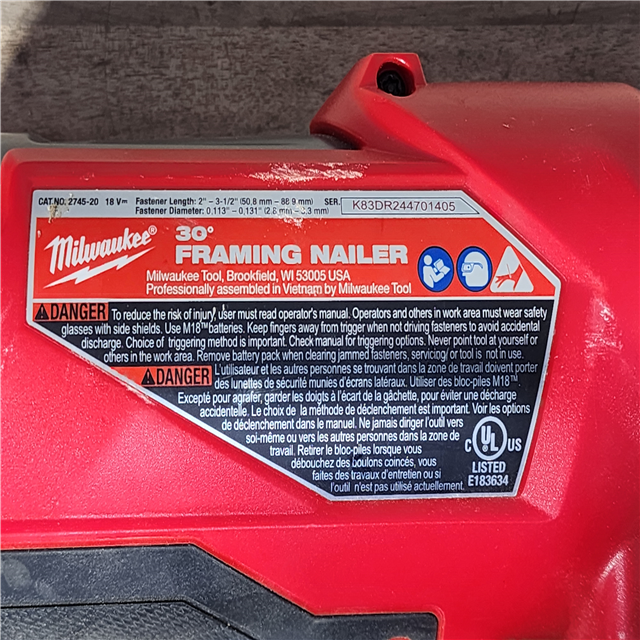 CAT.NO. 2745-20 18 V⎓ Fastener Length: 2" – 3-1/2" (50,8 mm – 88.9 mm) SER. K83DR244701405
Fastener Diameter: 0,113" – 0,131" (2.8 mm – 3.3 mm)
Milwaukee®
30°
FRAMING NAILER
Milwaukee Tool, Brookfield, WI 53005 USA
Professionally assembled in Vietnam by Milwaukee Tool
DANGER To reduce the risk of injury, user must read operator's manual. Operators and others in work area must wear safety
glasses with side shields. Use M18™ batteries. Keep fingers away from trigger when not driving fasteners to avoid accidental
discharge. Choice of triggering method is important. Check manual for triggering options. Never point tool at yourself or
others in the work area. Remove battery pack when clearing jammed fasteners, servicing/ or tool is not in use.
DANGER L'utilisateur et les autres personnes se trouvant dans la zone de travail doivent porter
des lunettes de sécurité munies d'écrans latéraux. Utiliser des bloc-piles M18™.
Excepté pour agrafer, garder les doigts à l'écart de la gâchette, pour éviter une décharge
accidentelle. Le choix de la méthode de déclenchement est important. Voir les options
de déclenchement dans le manuel. Ne jamais diriger l'outil vers
soi-même ou vers les autres personnes dans la zone de
travail. Retirer le bloc-piles lorsque vous
débouchez des boulons coincés, vous
faites des travaux d'entretien ou si
l'outil n'est pas utilisé actuellement.
C UL US
LISTED
E183634